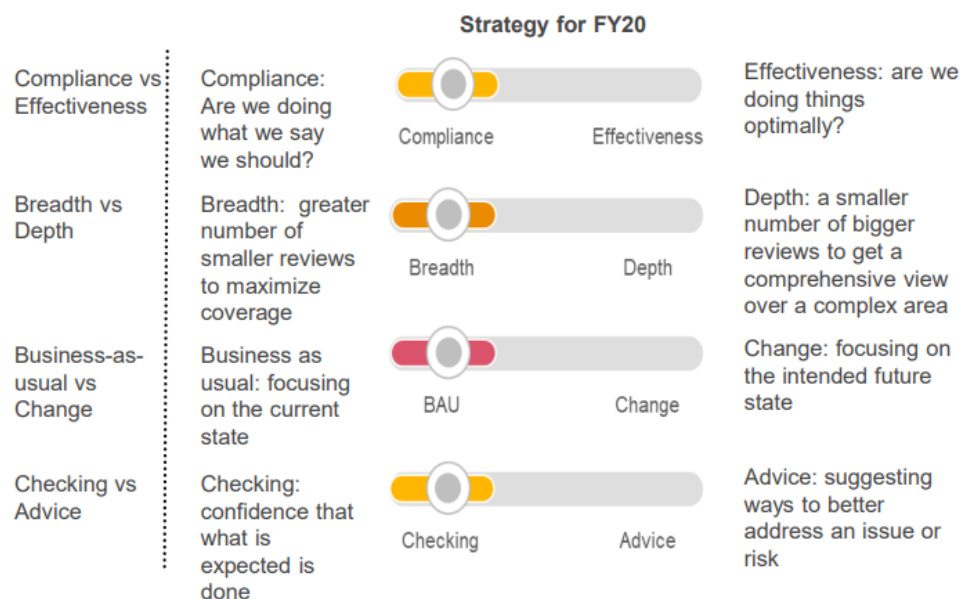 Strategy for FY20
Compliance vs
Effectiveness
Compliance:
Are we doing
what we say
we should?
Compliance
Effectiveness
Effectiveness: are we
doing things
optimally?
Breadth vs
Depth
Breadth: greater
number of
smaller reviews
to maximize
coverage
Breadth
Depth
Depth: a smaller
number of bigger
reviews to get a
comprehensive view
over a complex area
Business-as-
usual vs
Change
Business as
usual: focusing
on the current
state
BAU
Change
Change: focusing on
the intended future
state
Checking vs
Advice
Checking:
confidence that
what is
expected is
done
Checking
Advice
Advice: suggesting
ways to better
address an issue or
risk